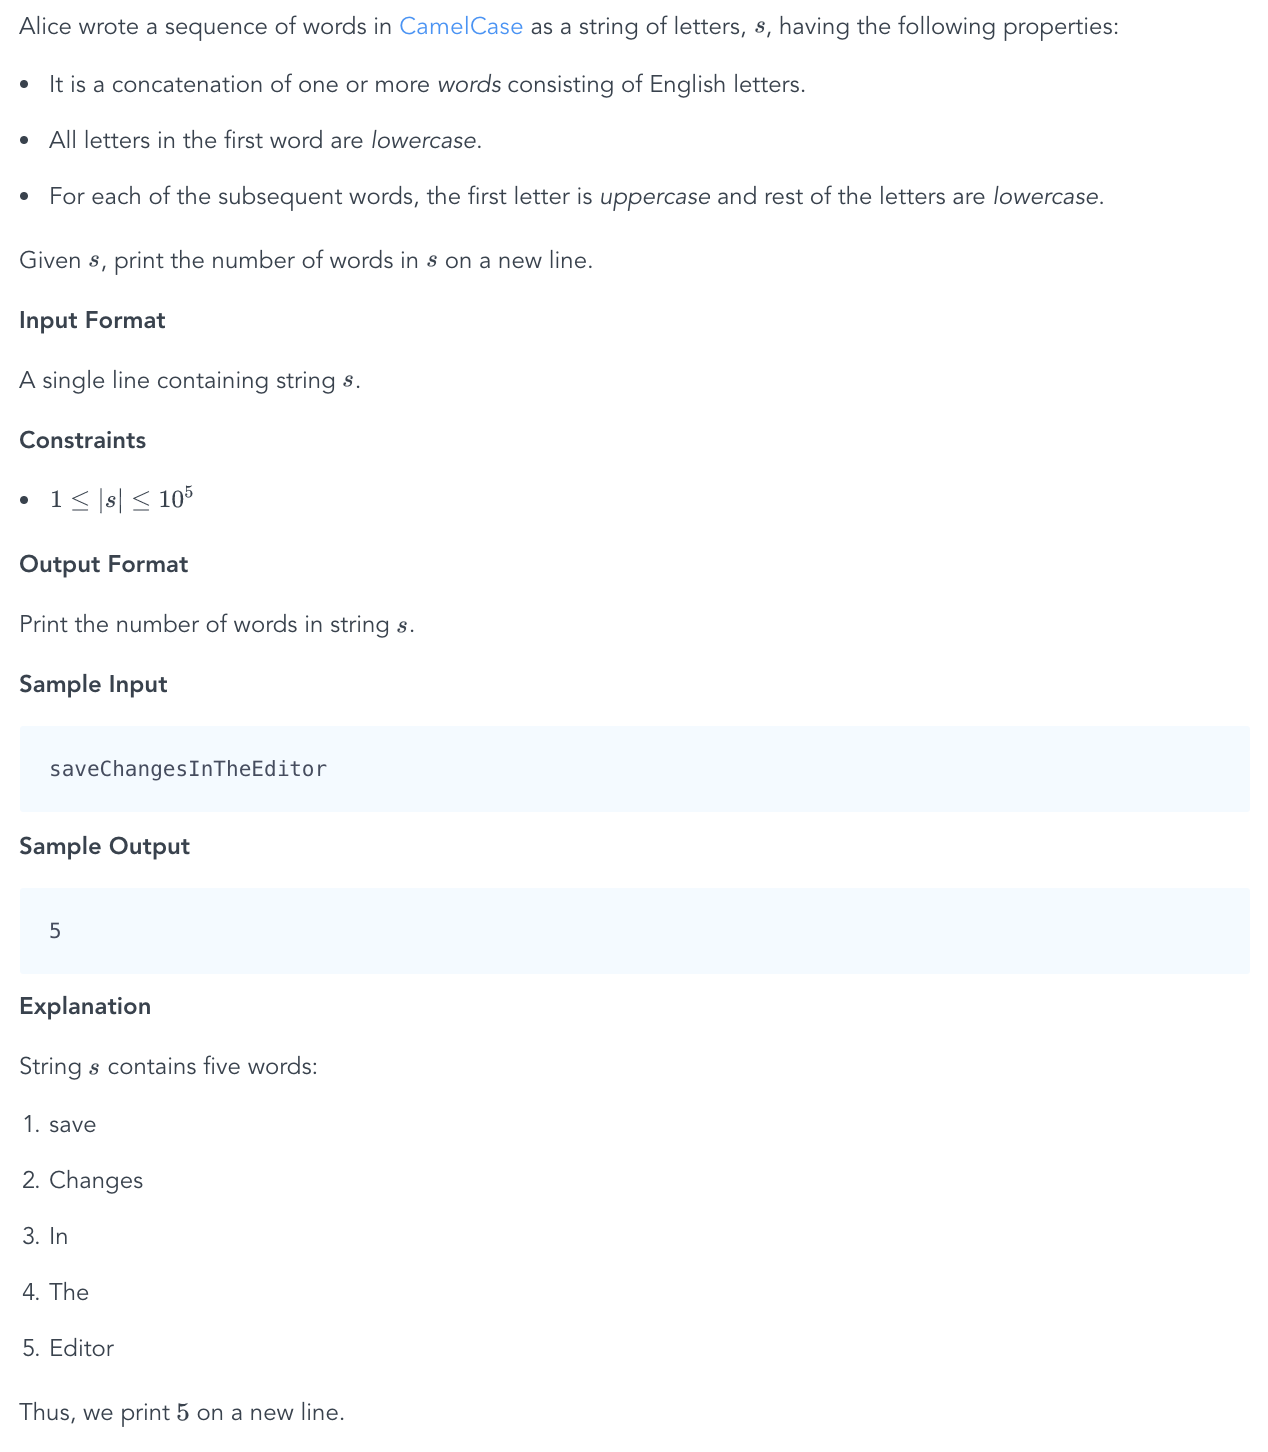 Alice wrote a sequence of words in CamelCase as a string of letters, s, having the following properties:
• It is a concatenation of one or more words consisting of English letters.
• All letters in the first word are lowercase.
• For each of the subsequent words, the first letter is uppercase and rest of the letters are lowercase.
Given s, print the number of words in s on a new line.
Input Format
A single line containing string s.
Constraints
• 1 ≤ |s| ≤ 10⁵
Output Format
Print the number of words in string s.
Sample Input
saveChangesInTheEditor
Sample Output
5
Explanation
String s contains five words:
1. save
2. Changes
3. In
4. The
5. Editor
Thus, we print 5 on a new line.